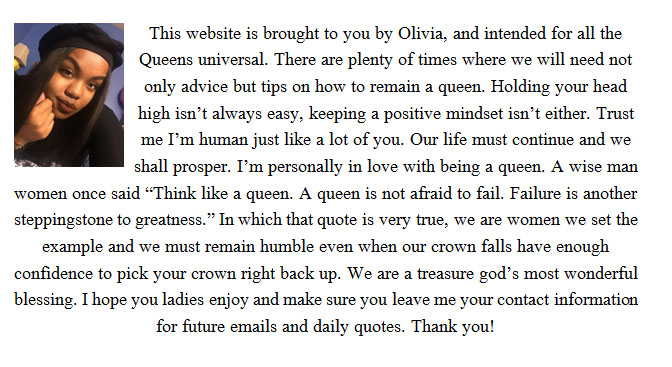 This website is brought to you by Olivia, and intended for all the
Queens universal. There are plenty of times where we will need not
only advice but tips on how to remain a queen. Holding your head
high isn’t always easy, keeping a positive mindset isn’t either. Trust
me I’m human just like a lot of you. Our life must continue and we
shall prosper. I’m personally in love with being a queen. A wise man
women once said “Think like a queen. A queen is not afraid to fail. Failure is another
steppingstone to greatness.” In which that quote is very true, we are women we set the
example and we must remain humble even when our crown falls have enough
confidence to pick your crown right back up. We are a treasure god’s most wonderful
blessing. I hope you ladies enjoy and make sure you leave me your contact information
for future emails and daily quotes. Thank you!